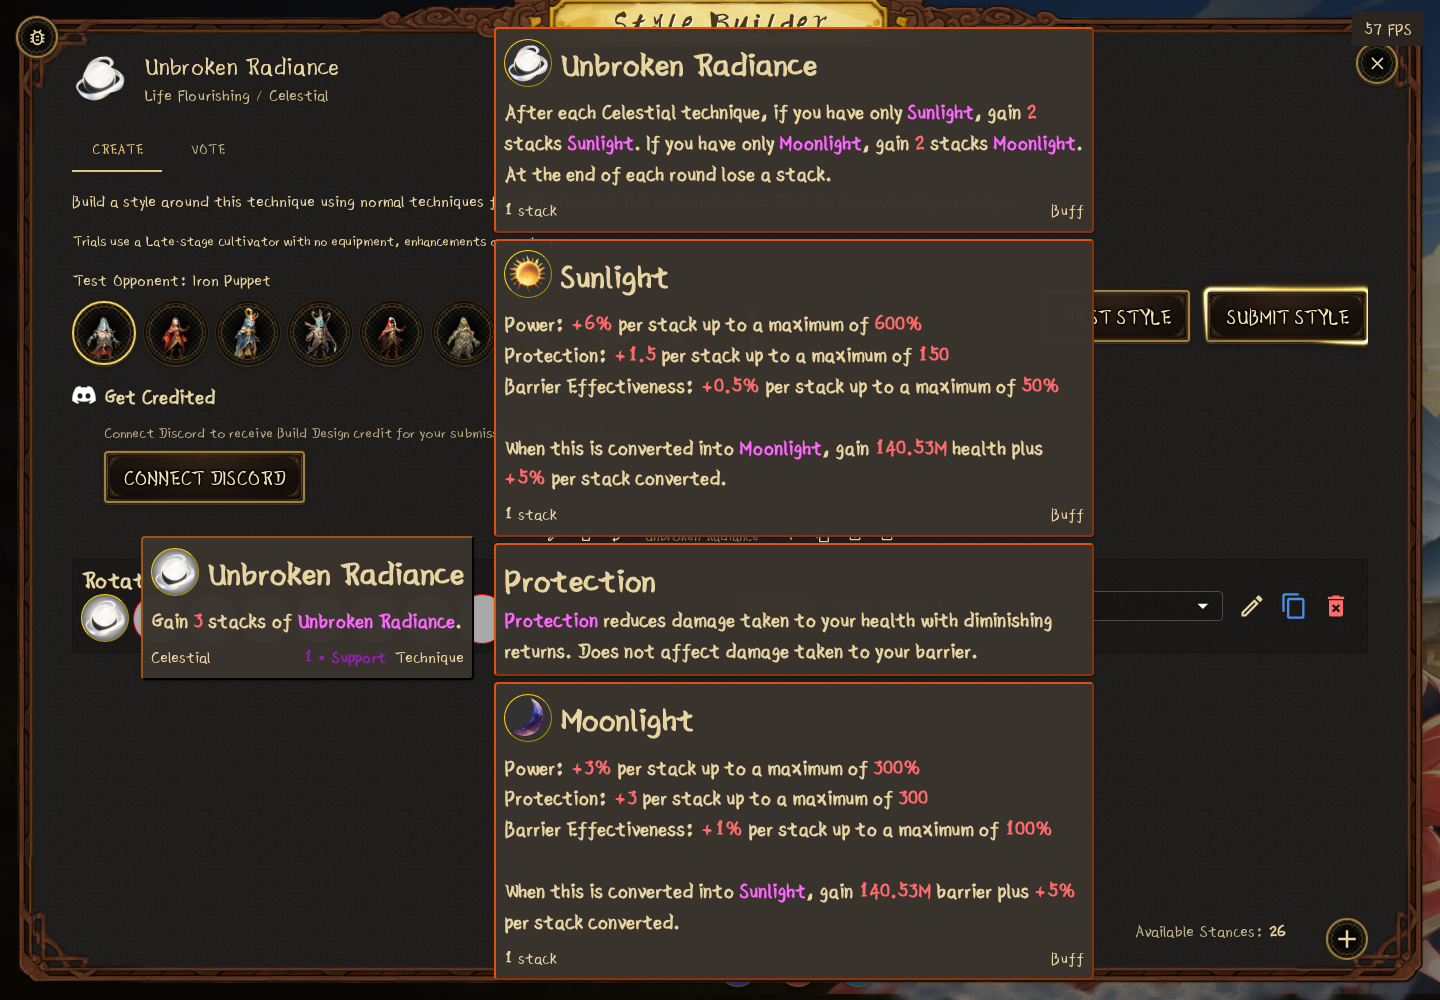 Style Builder
57 FPS
Unbroken Radiance
Life Flourishing / Celestial
CREATE
VOTE
Build a style around this technique using normal techniques
Trials use a Late-stage cultivator with no equipment, enhancements
Test Opponent: Iron Puppet
TEST STYLE
SUBMIT STYLE
Get Credited
Connect Discord to receive Build Design credit for your submiss
CONNECT DISCORD
Rotat
Unbroken Radiance
Gain 3 stacks of Unbroken Radiance.
Celestial
1 • Support Technique
Unbroken Radiance
After each Celestial technique, if you have only Sunlight, gain 2
stacks Sunlight. If you have only Moonlight, gain 2 stacks Moonlight.
At the end of each round lose a stack.
1 stack
Buff
Sunlight
Power: +6% per stack up to a maximum of 600%
Protection: +1.5 per stack up to a maximum of 150
Barrier Effectiveness: +0.5% per stack up to a maximum of 50%
When this is converted into Moonlight, gain 140.53M health plus
+5% per stack converted.
1 stack
Buff
Unbroken Radiance
Protection
Protection reduces damage taken to your health with diminishing
returns. Does not affect damage taken to your barrier.
Moonlight
Power: +3% per stack up to a maximum of 300%
Protection: +3 per stack up to a maximum of 300
Barrier Effectiveness: +1% per stack up to a maximum of 100%
When this is converted into Sunlight, gain 140.53M barrier plus +5%
per stack converted.
1 stack
Buff
Available Stances: 26